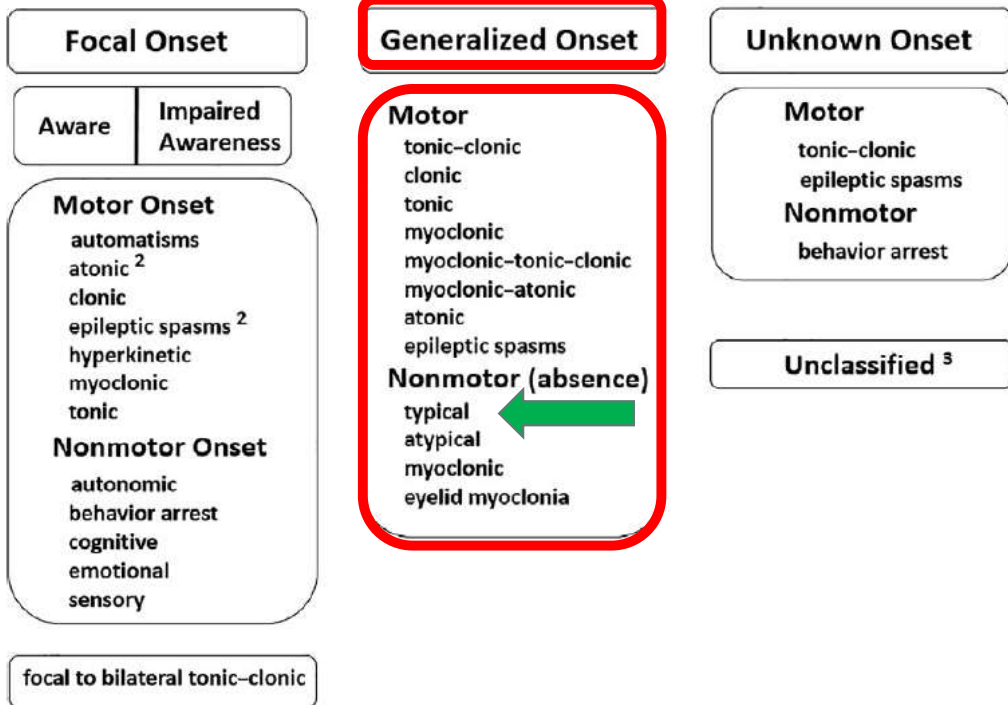 Focal Onset
Aware
Impaired
Awareness
Motor Onset
automatisms
atonic ²
clonic
epileptic spasms ²
hyperkinetic
myoclonic
tonic
Nonmotor Onset
autonomic
behavior arrest
cognitive
emotional
sensory
focal to bilateral tonic–clonic
Generalized Onset
Motor
tonic–clonic
clonic
tonic
myoclonic
myoclonic–tonic–clonic
myoclonic–atonic
atonic
epileptic spasms
Nonmotor (absence)
typical
atypical
myoclonic
eyelid myoclonia
Unknown Onset
Motor
tonic–clonic
epileptic spasms
Nonmotor
behavior arrest
Unclassified ³